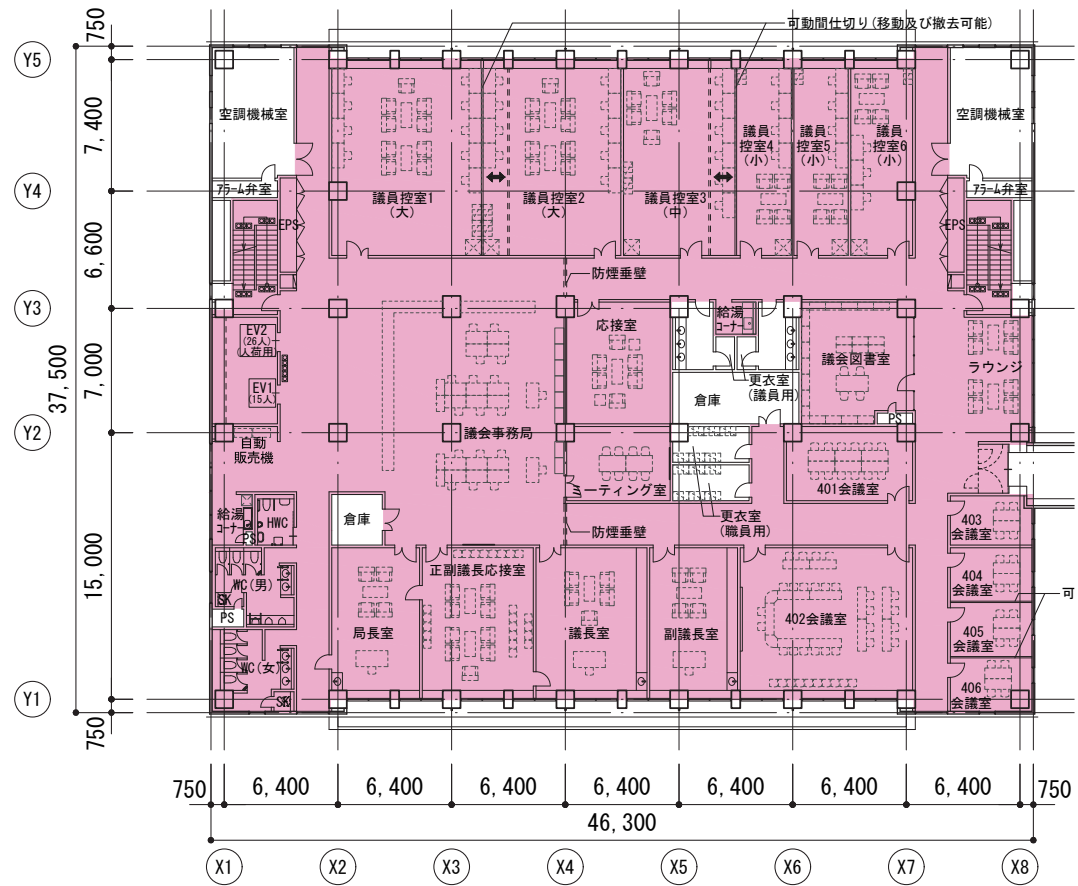 可動間仕切り(移動及び撤去可能)
750
Y5
7,400
Y4
6,600
Y3
37,500
7,000
Y2
15,000
Y1
750
空調機械室
空調機械室
アラーム弁室
アラーム弁室
EPS
EPS
議員控室1
(大)
議員控室2
(大)
議員控室3
(中)
議員
控室4
(小)
議員
控室5
(小)
議員
控室6
(小)
防煙垂壁
EV2
(26人)
(人荷用)
EV1
(15人)
自動
販売機
議会事務局
応接室
給湯
コーナー
更衣室
(議員用)
倉庫
議会図書室
PS
ラウンジ
ミーティング室
更衣室
(職員用)
401会議室
防煙垂壁
給湯
コーナー
HWC
PS
倉庫
WC(男)
SK
PS
WC(女)
SK
局長室
正副議長応接室
議長室
副議長室
402会議室
403
会議室
404
会議室
405
会議室
406
会議室
可
750
6,400
6,400
6,400
6,400
6,400
6,400
6,400
750
46,300
X1
X2
X3
X4
X5
X6
X7
X8